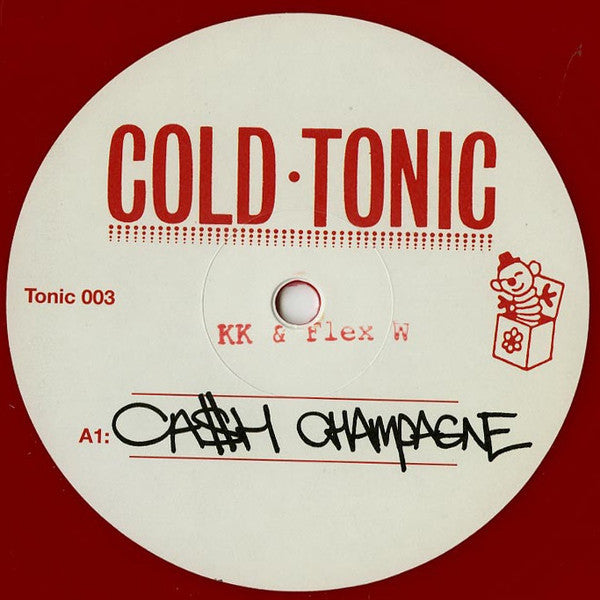 COLD·TONIC
Tonic 003
KK & Flex W
A1: CA$$H CHAMPAGNE